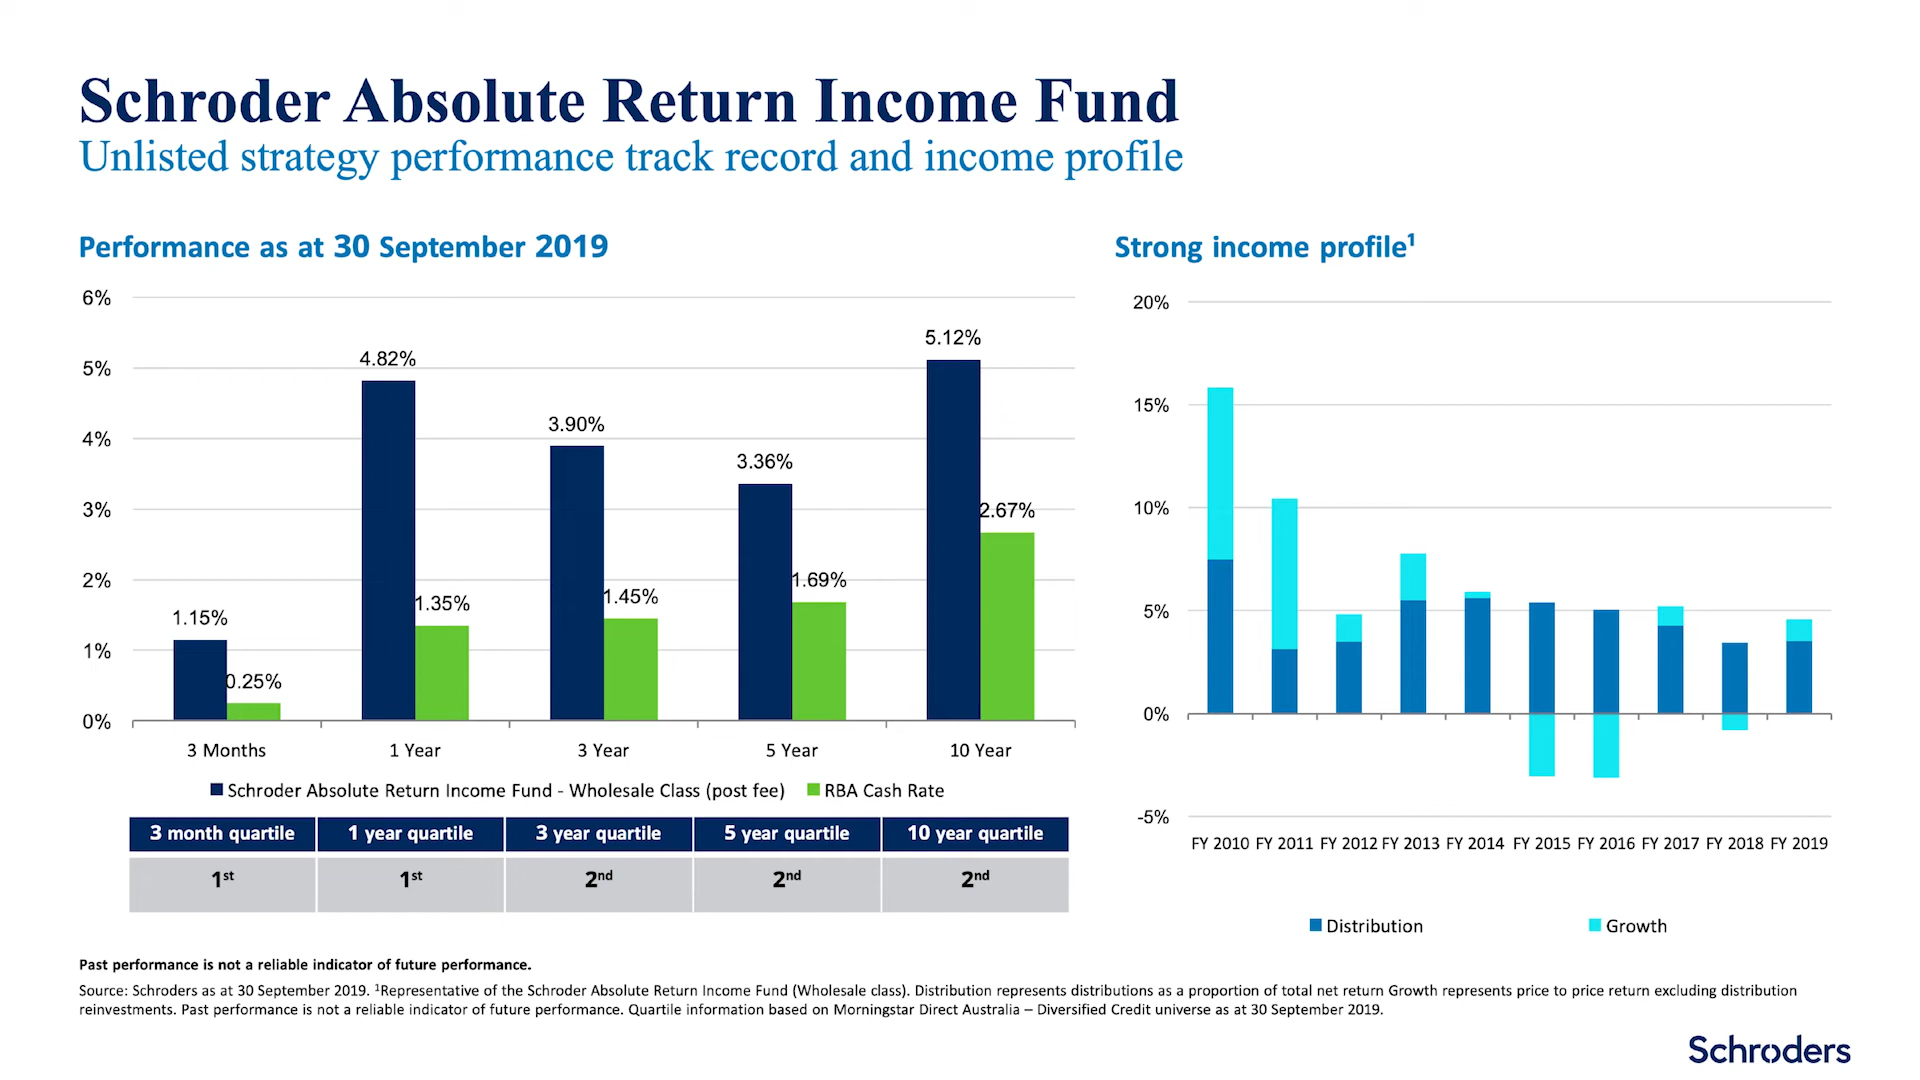 Schroder Absolute Return Income Fund
Unlisted strategy performance track record and income profile
Performance as at 30 September 2019
6%
5%
4%
3%
2%
1%
0%
1.15%
0.25%
4.82%
1.35%
3.90%
1.45%
3.36%
1.69%
5.12%
2.67%
3 Months 1 Year 3 Year 5 Year 10 Year
Schroder Absolute Return Income Fund - Wholesale Class (post fee) RBA Cash Rate
3 month quartile 1 year quartile 3 year quartile 5 year quartile 10 year quartile
1st 1st 2nd 2nd 2nd
Strong income profile¹
20%
15%
10%
5%
0%
-5%
FY 2010 FY 2011 FY 2012 FY 2013 FY 2014 FY 2015 FY 2016 FY 2017 FY 2018 FY 2019
Distribution Growth
Past performance is not a reliable indicator of future performance.
Source: Schroders as at 30 September 2019. ¹Representative of the Schroder Absolute Return Income Fund (Wholesale class). Distribution represents distributions as a proportion of total net return Growth represents price to price return excluding distribution
reinvestments. Past performance is not a reliable indicator of future performance. Quartile information based on Morningstar Direct Australia – Diversified Credit universe as at 30 September 2019.
Schroders